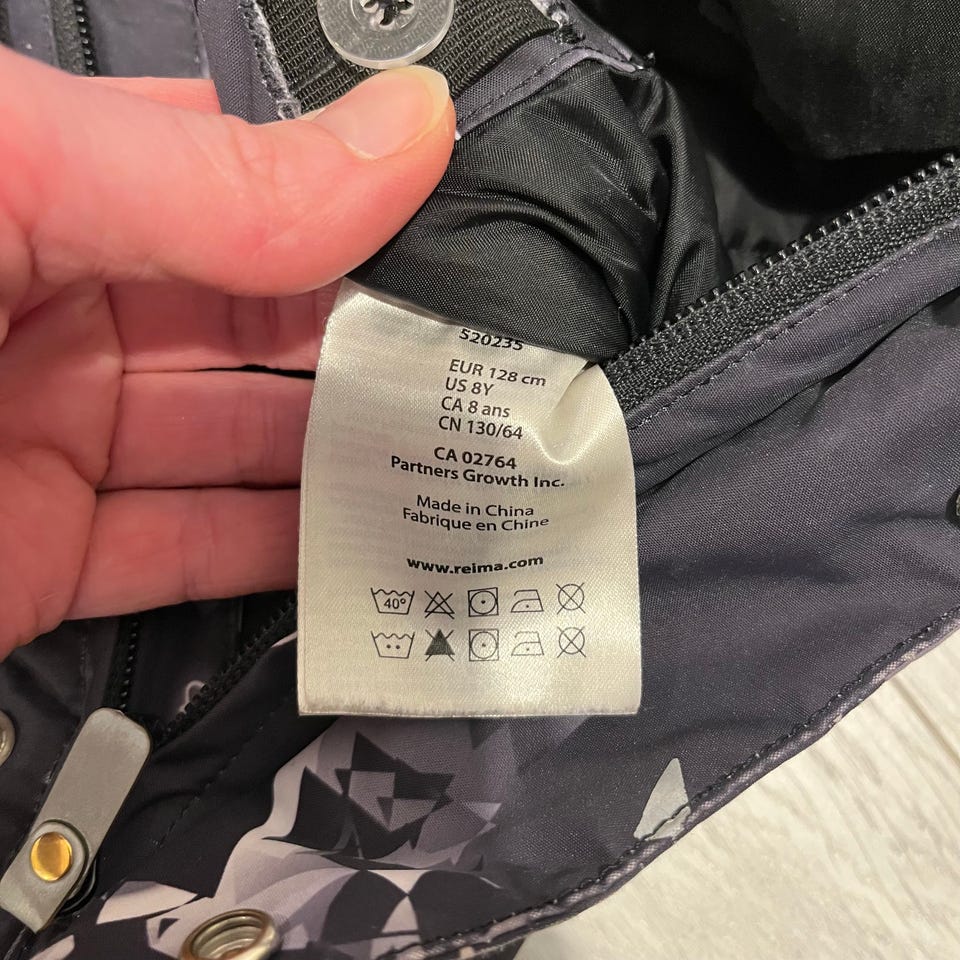 520235
EUR 128 cm
US 8Y
CA 8 ans
CN 130/64
CA 02764
Partners Growth Inc.
Made in China
Fabrique en Chine
www.reima.com
40°